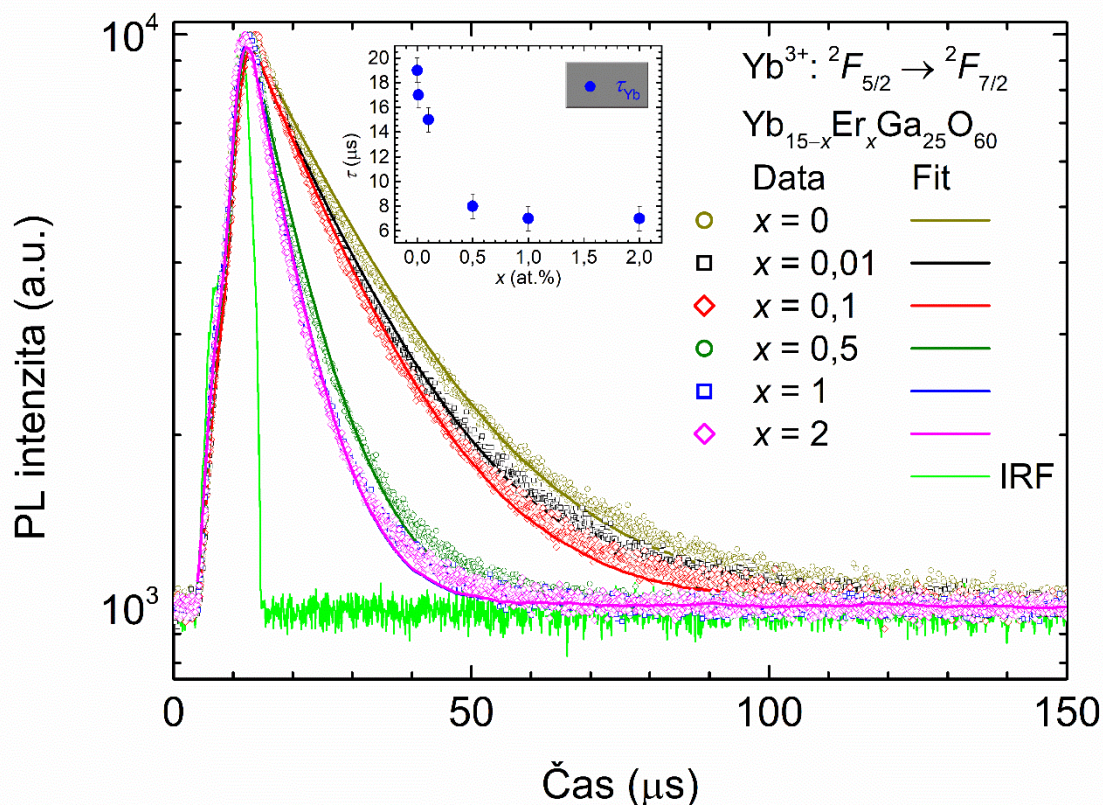 10⁴
10³
PL intenzita (a.u.)
0
50
100
150
Čas (μs)
20
18
16
14
12
10
8
6
τ (μs)
0,0
0,5
1,0
1,5
2,0
x (at.%)
τYb
Yb³⁺: ²F5/2 → ²F7/2
Yb15−xErxGa25O60
Data Fit
x = 0
x = 0,01
x = 0,1
x = 0,5
x = 1
x = 2
IRF